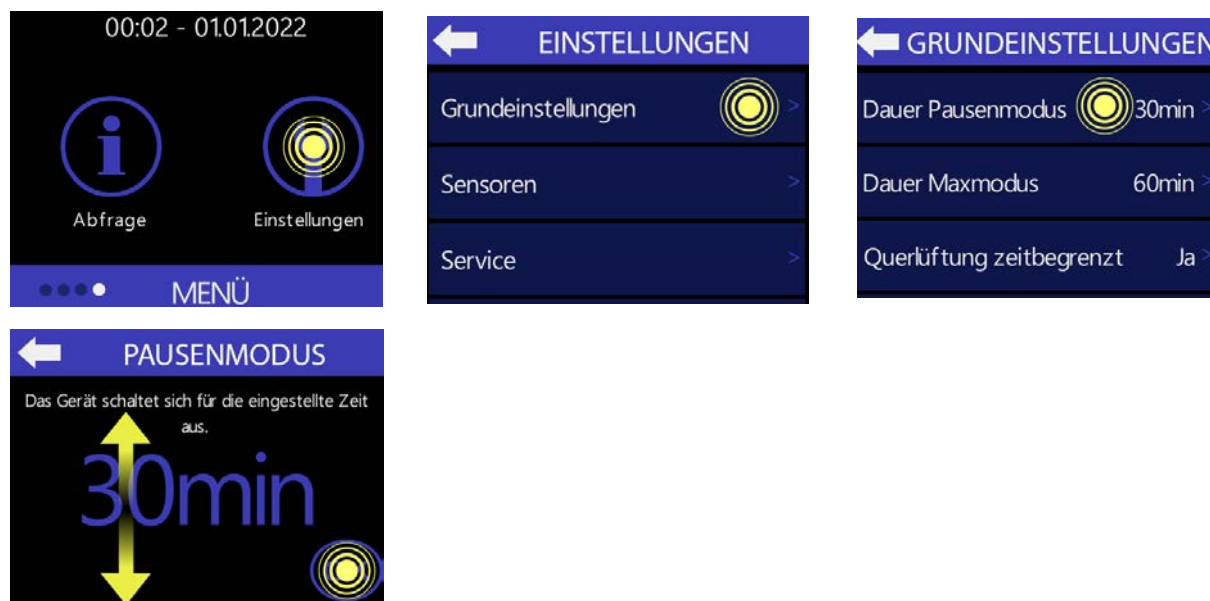 00:02 - 01.01.2022
Abfrage
Einstellungen
MENÜ
EINSTELLUNGEN
Grundeinstellungen >
Sensoren >
Service >
GRUNDEINSTELLUNGEN
Dauer Pausenmodus 30min >
Dauer Maxmodus 60min >
Querlüftung zeitbegrenzt Ja >
PAUSENMODUS
Das Gerät schaltet sich für die eingestellte Zeit
aus.
30min